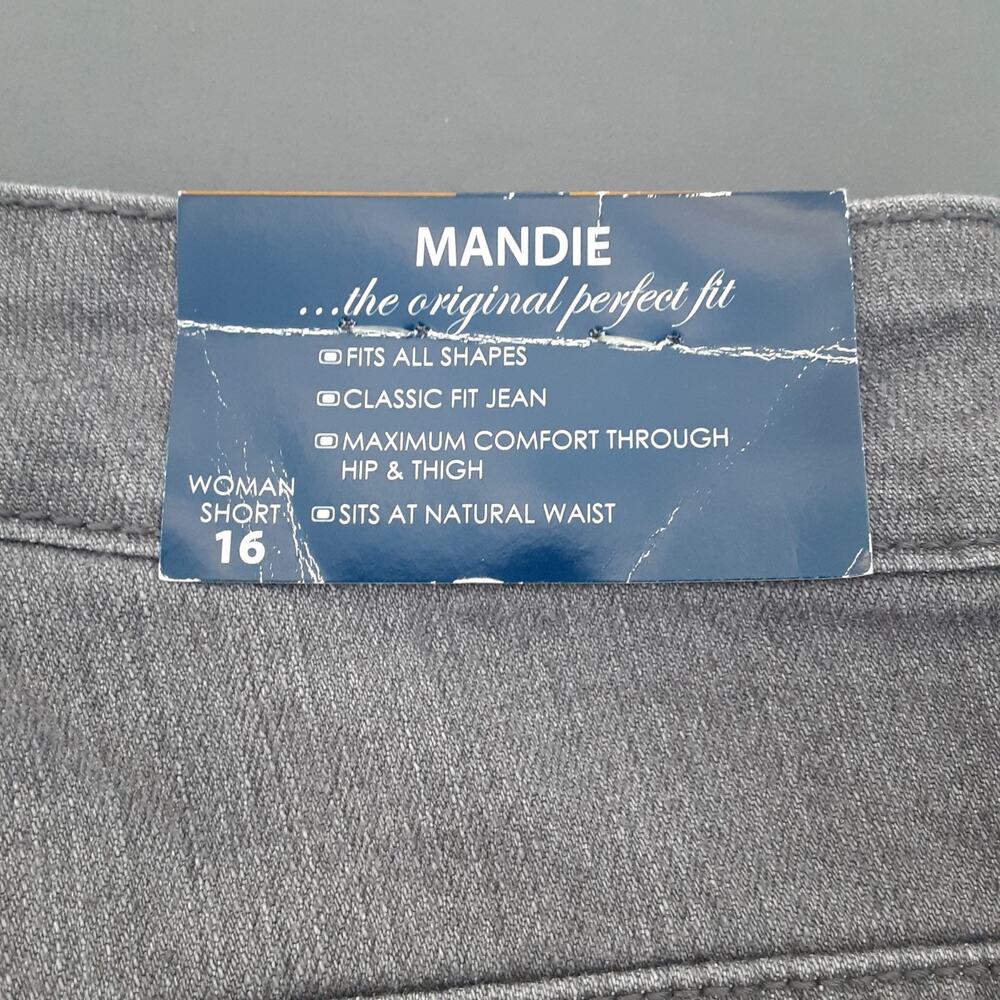 MANDIE
...the original perfect fit
FITS ALL SHAPES
CLASSIC FIT JEAN
MAXIMUM COMFORT THROUGH
HIP & THIGH
SITS AT NATURAL WAIST
WOMAN
SHORT
16